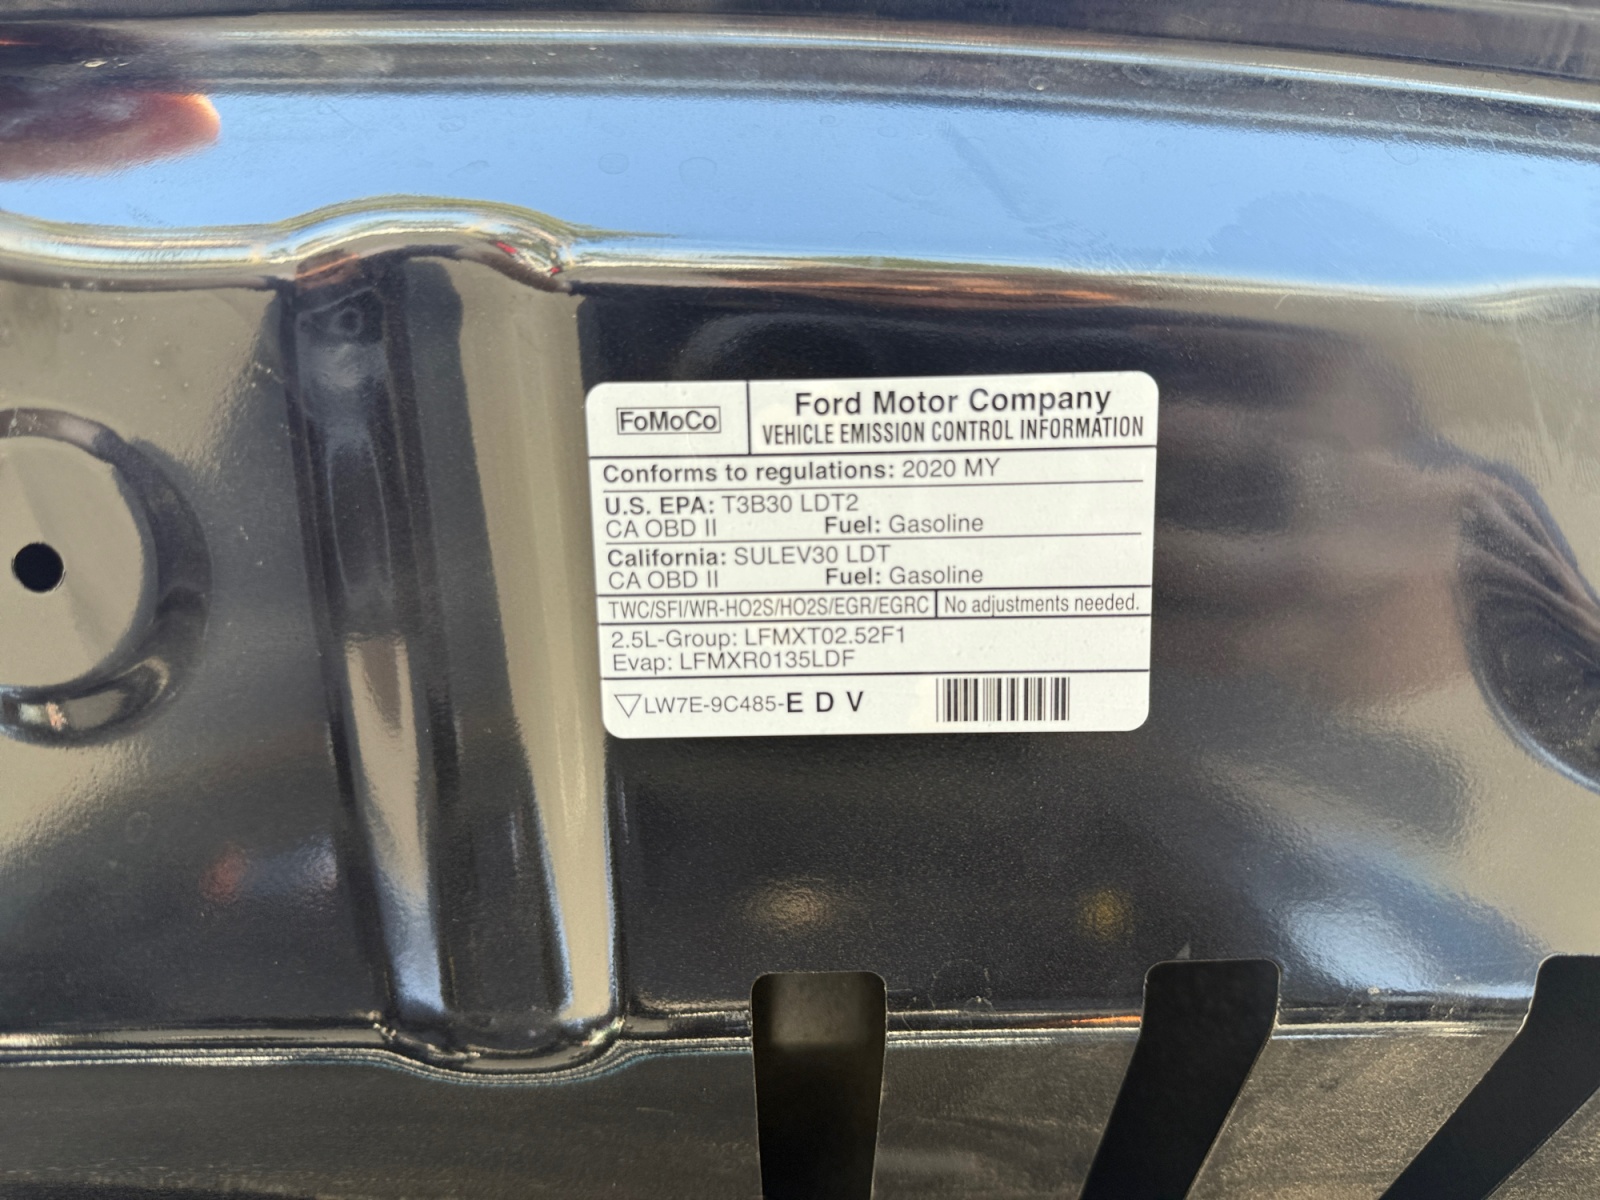 FoMoCo
Ford Motor Company
VEHICLE EMISSION CONTROL INFORMATION
Conforms to regulations: 2020 MY
U.S. EPA: T3B30 LDT2
CA OBD II Fuel: Gasoline
California: SULEV30 LDT
CA OBD II Fuel: Gasoline
TWC/SFI/WR-HO2S/HO2S/EGR/EGRC No adjustments needed.
2.5L-Group: LFMXT02.52F1
Evap: LFMXR0135LDF
▽LW7E-9C485-E D V